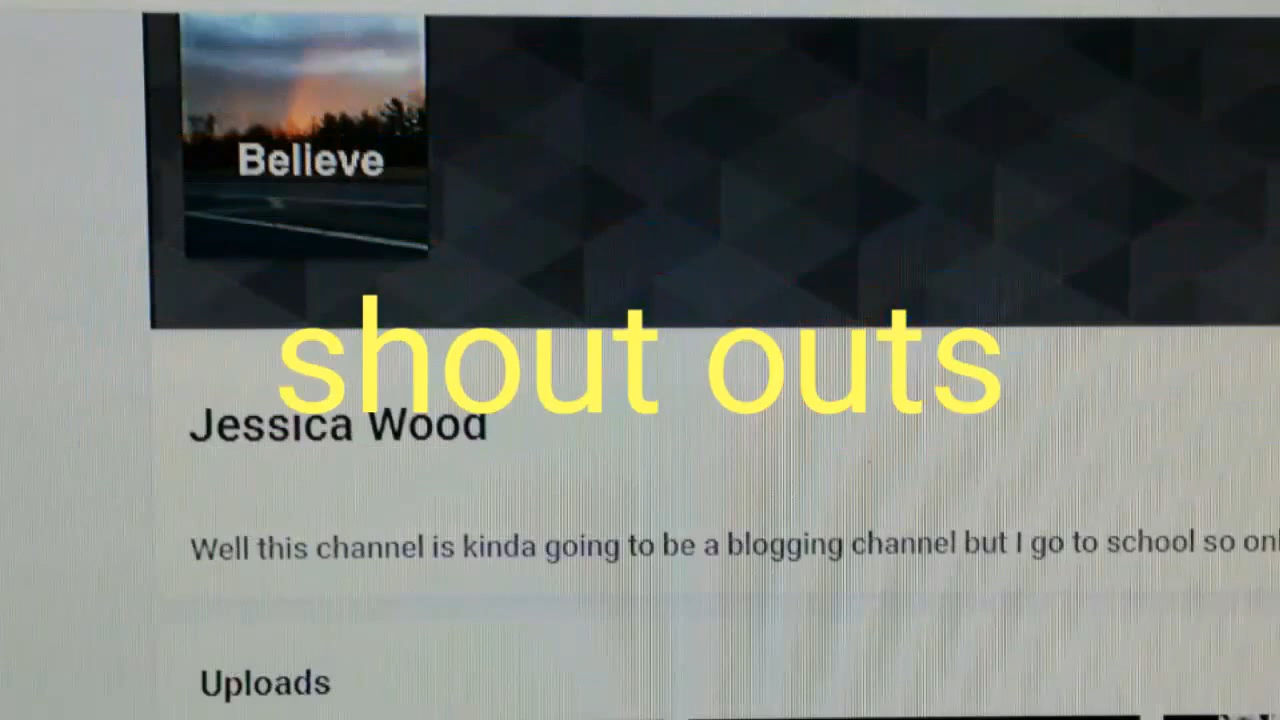 Believe
shout outs
Jessica Wood
Well this channel is kinda going to be a blogging channel but I go to school so
Uploads